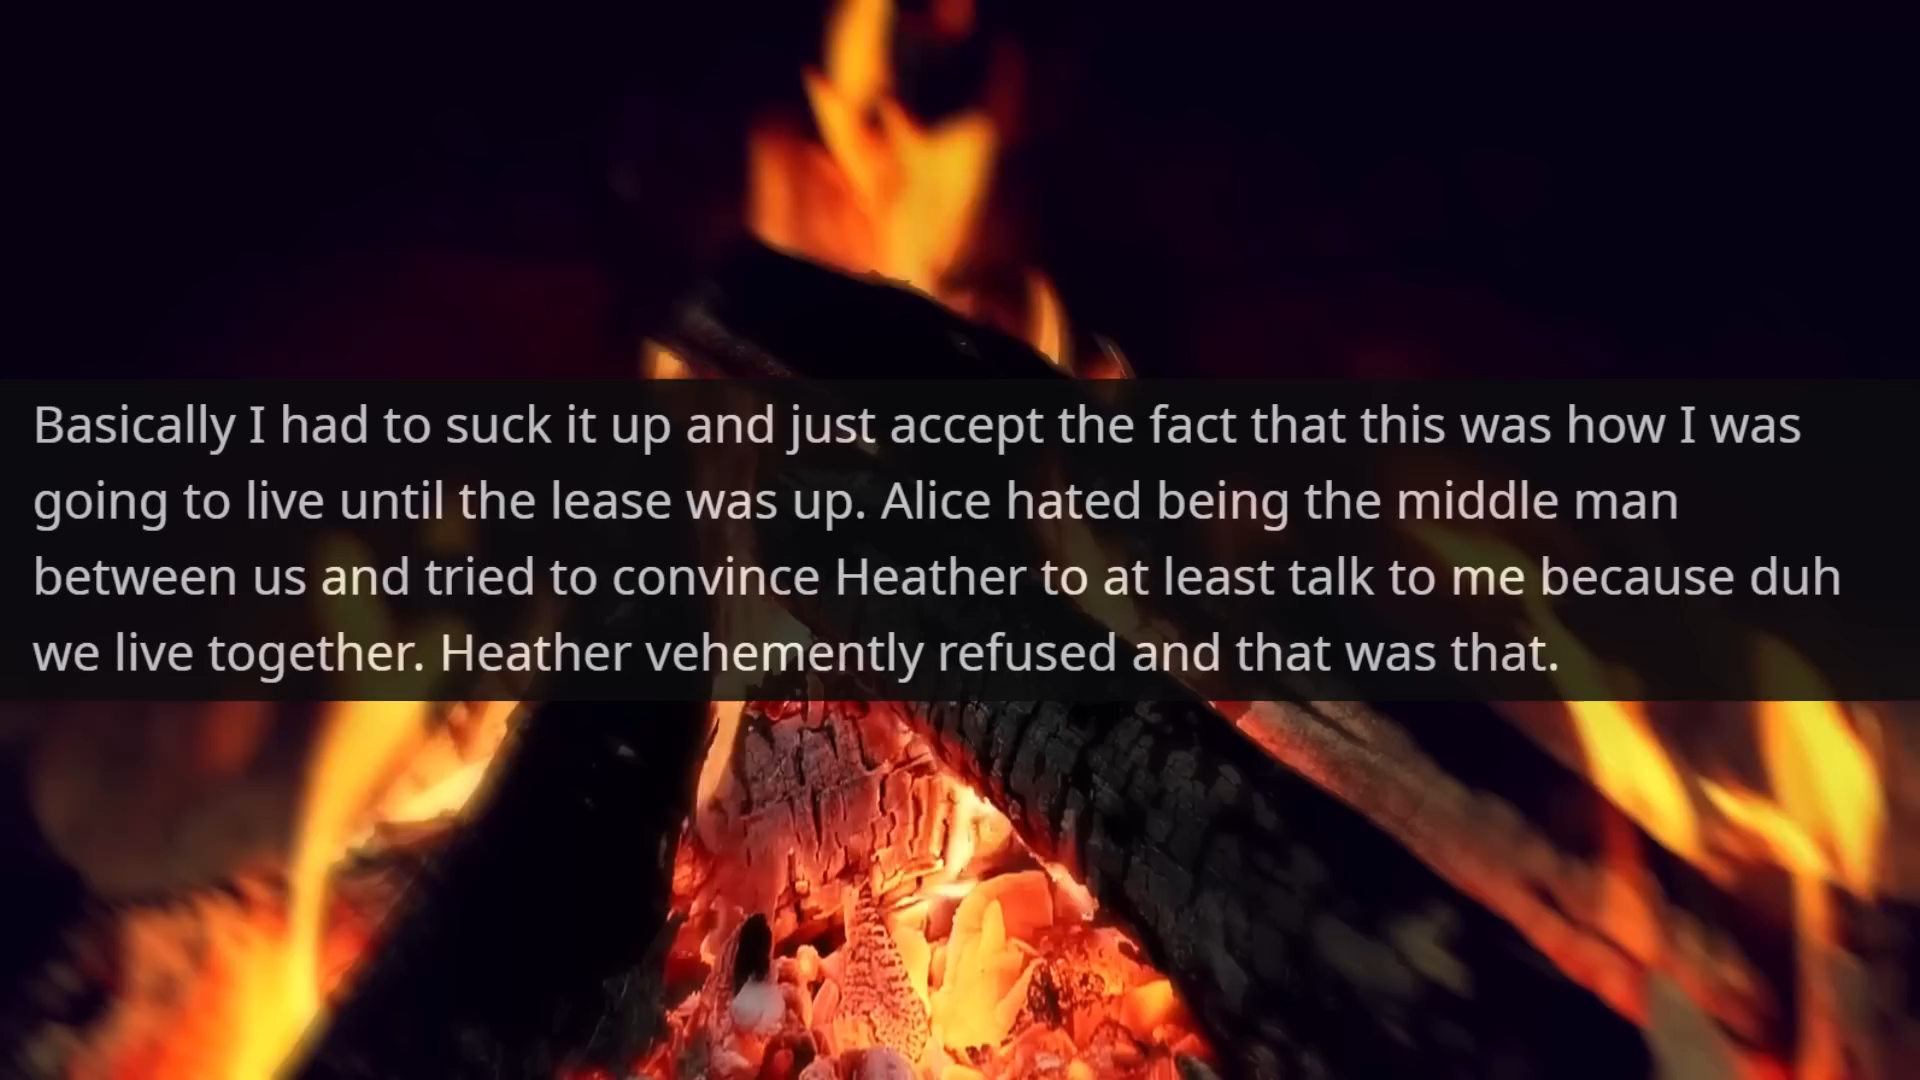 Basically I had to suck it up and just accept the fact that this was how I was
going to live until the lease was up. Alice hated being the middle man
between us and tried to convince Heather to at least talk to me because duh
we live together. Heather vehemently refused and that was that.